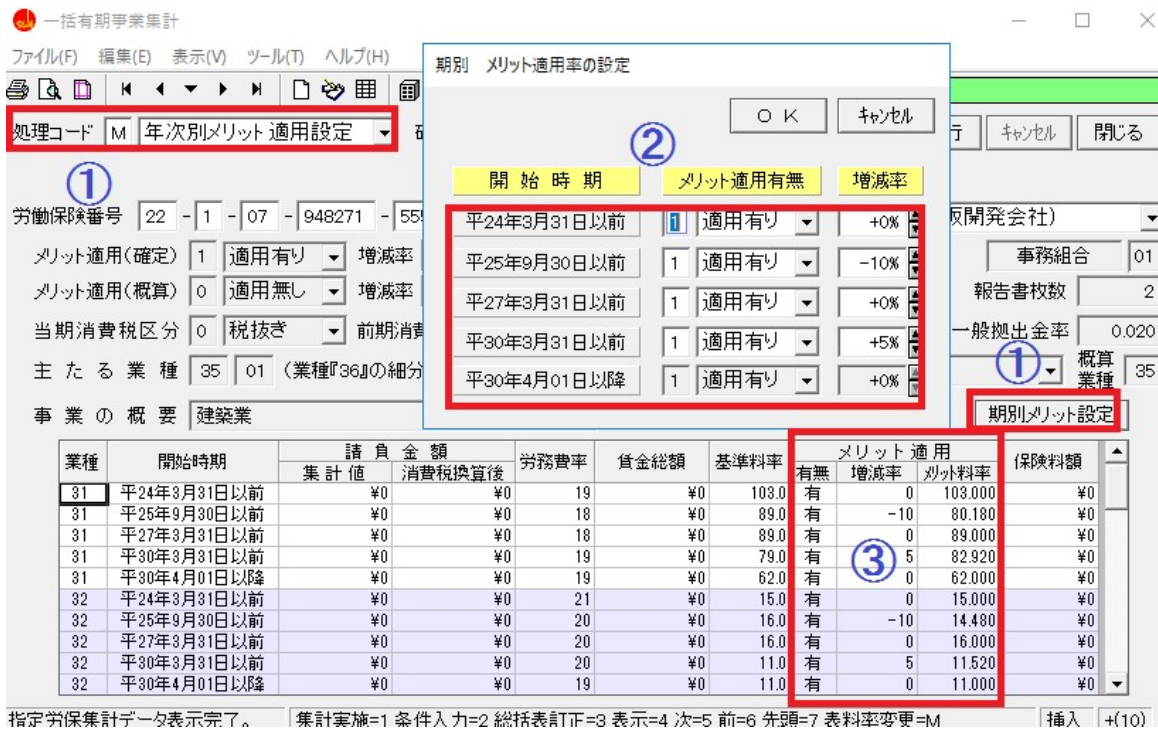 一括有期事業集計
ファイル(F) 編集(E) 表示(V) ツール(T) ヘルプ(H)
処理コード M 年次別メリット適用設定
行 キャンセル 閉じる
①
労働保険番号 22 - 1 - 07 - 948271 - 55
開発会社)
メリット適用(確定) 1 適用有り 増減率
事務組合 01
メリット適用(概算) 0 適用無し 増減率
報告書枚数 2
当期消費税区分 0 税抜き 前期消費
一般拠出金率 0.020
主たる業種 35 01 (業種『36』の細分
① 概算業種 35
事業の概要 建築業
期別メリット設定
期別 メリット適用率の設定
OK キャンセル
②
開始時期 メリット適用有無 増減率
平24年3月31日以前 1 適用有り +0%
平25年9月30日以前 1 適用有り -10%
平27年3月31日以前 1 適用有り +0%
平30年3月31日以前 1 適用有り +5%
平30年4月01日以降 1 適用有り +0%
業種 開始時期 請負金額 労務費率 賃金総額 基準料率 メリット適用 保険料額
集計値 消費税換算後 有無 増減率 メリット料率
31 平24年3月31日以前 ¥0 ¥0 19 ¥0 103.0 有 0 103.000 ¥0
31 平25年9月30日以前 ¥0 ¥0 18 ¥0 89.0 有 -10 80.180 ¥0
31 平27年3月31日以前 ¥0 ¥0 18 ¥0 89.0 有 0 89.000 ¥0
31 平30年3月31日以前 ¥0 ¥0 19 ¥0 79.0 有 5 82.920 ¥0
31 平30年4月01日以降 ¥0 ¥0 19 ¥0 62.0 有 0 62.000 ¥0
③
32 平24年3月31日以前 ¥0 ¥0 21 ¥0 15.0 有 0 15.000 ¥0
32 平25年9月30日以前 ¥0 ¥0 20 ¥0 16.0 有 -10 14.480 ¥0
32 平27年3月31日以前 ¥0 ¥0 20 ¥0 16.0 有 0 16.000 ¥0
32 平30年3月31日以前 ¥0 ¥0 20 ¥0 11.0 有 5 11.520 ¥0
32 平30年4月01日以降 ¥0 ¥0 19 ¥0 11.0 有 0 11.000 ¥0
指定労保集計データ表示完了。 集計実施=1 条件入力=2 総括表訂正=3 表示=4 次=5 前=6 先頭=7 表料率変更=M 挿入 +(10)